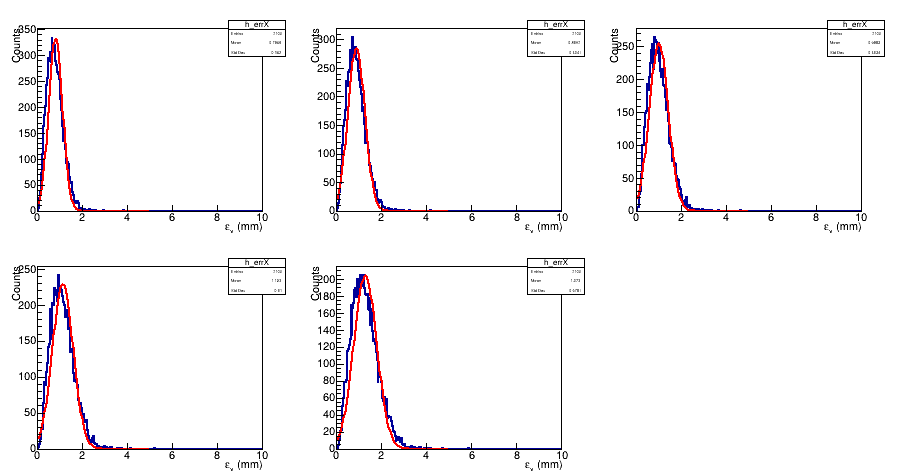 h_errX
Entries
Mean
Std Dev
Counts
350
300
250
200
150
100
50
0
0 2 4 6 8 10
(mm)
h_errX
Entries
Mean
Std Dev
Counts
300
250
200
150
100
50
0
0 2 4 6 8 10
(mm)
h_errX
Entries
Mean
Std Dev
Counts
250
200
150
100
50
0
0 2 4 6 8 10
(mm)
h_errX
Entries
Mean
Std Dev
Counts
250
200
150
100
50
0
0 2 4 6 8 10
(mm)
h_errX
Entries
Mean
Std Dev
Counts
200
180
160
140
120
100
80
60
40
20
0
0 2 4 6 8 10
(mm)